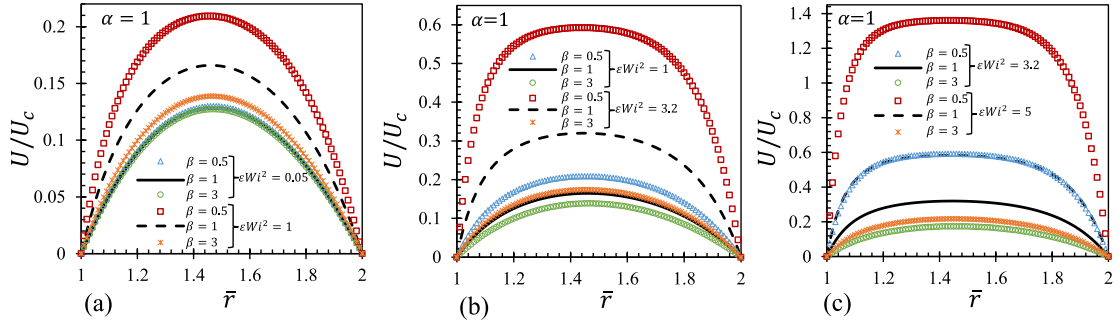 α = 1
U/U_c
0.2
0.15
0.1
0.05
0
β = 0.5
β = 1
β = 3
εWi² = 0.05
β = 0.5
β = 1
β = 3
εWi² = 1
1 1.2 1.4 1.6 1.8 2
(a) r̄
α=1
U/U_c
0.6
0.5
0.4
0.3
0.2
0.1
0
β = 0.5
β = 1
β = 3
εWi² = 1
β = 0.5
β = 1
β = 3
εWi² = 3.2
1 1.2 1.4 1.6 1.8 2
(b) r̄
α=1
U/U_c
1.4
1.2
1
0.8
0.6
0.4
0.2
0
β = 0.5
β = 1
β = 3
εWi² = 3.2
β = 0.5
β = 1
β = 3
εWi² = 5
1 1.2 1.4 1.6 1.8 2
(c) r̄